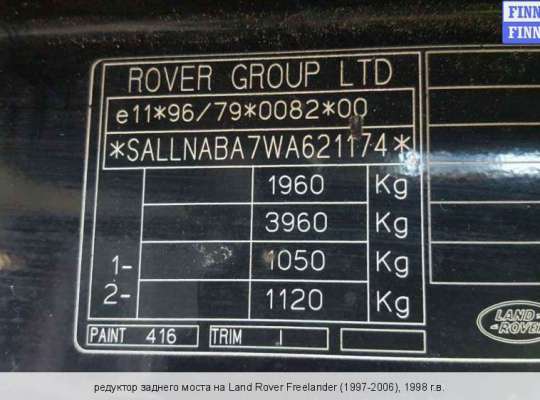 FINN
FINN
ROVER GROUP LTD
e11*96/79*0082*00
*SALLNABA7WA621174*
1960 Kg
3960 Kg
1- 1050 Kg
2- 1120 Kg
LAND-
-ROVER
PAINT 416 TRIM
редуктор заднего моста на Land Rover Freelander (1997-2006), 1998 г.в.